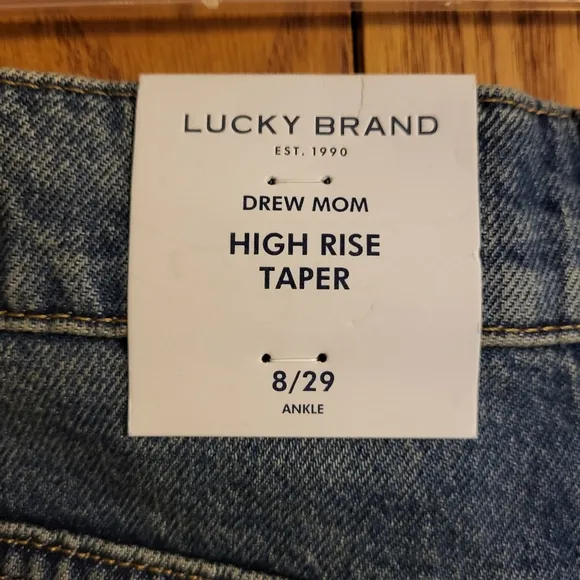 LUCKY BRAND
EST. 1990
DREW MOM
HIGH RISE
TAPER
8/29
ANKLE